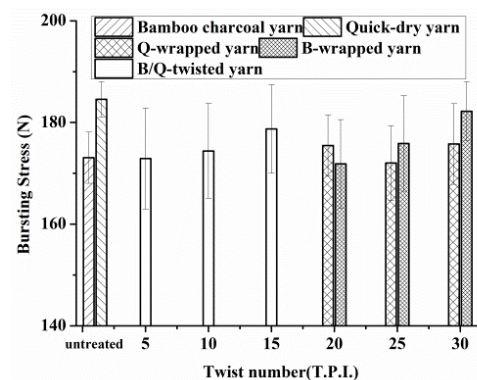 200
Bamboo charcoal yarn Quick-dry yarn
Q-wrapped yarn B-wrapped yarn
B/Q-twisted yarn
180
160
140
Bursting Stress (N)
untreated 5 10 15 20 25 30
Twist number(T.P.I.)